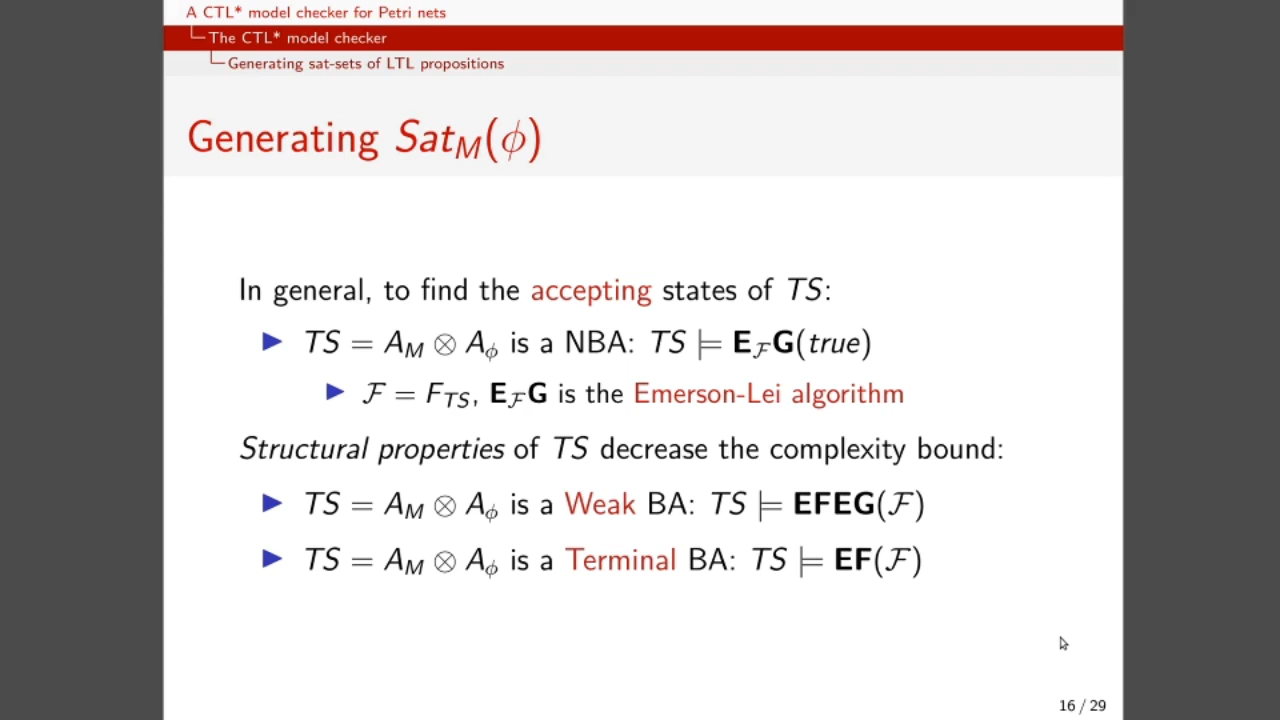 A CTL* model checker for Petri nets
The CTL* model checker
Generating sat-sets of LTL propositions
Generating Sat_M(ϕ)
In general, to find the accepting states of TS:
▶ TS = A_M ⊗ A_ϕ is a NBA: TS ⊨ E_ℱG(true)
▶ ℱ = F_TS, E_ℱG is the Emerson-Lei algorithm
Structural properties of TS decrease the complexity bound:
▶ TS = A_M ⊗ A_ϕ is a Weak BA: TS ⊨ EFEG(ℱ)
▶ TS = A_M ⊗ A_ϕ is a Terminal BA: TS ⊨ EF(ℱ)
16 / 29